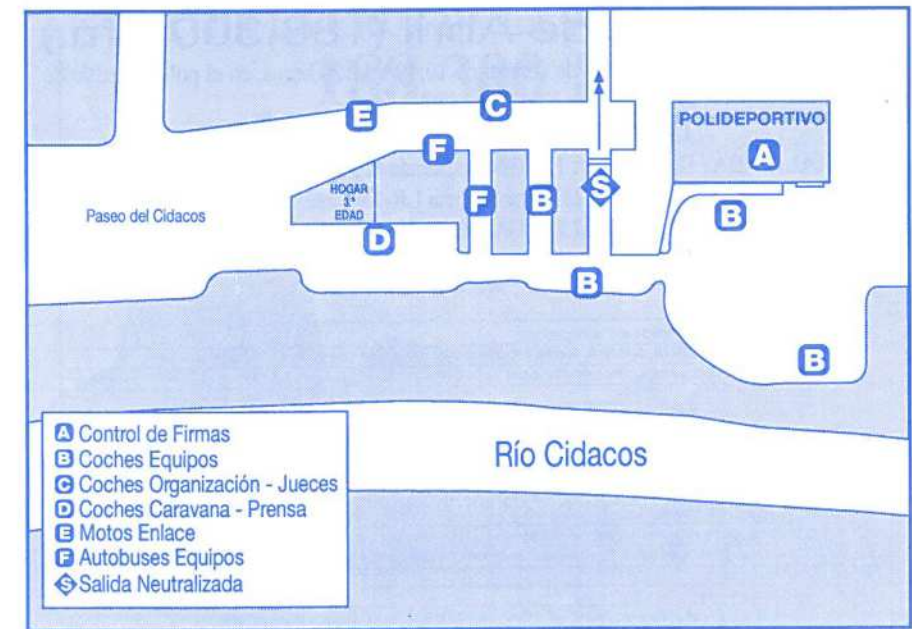 C
E
POLIDEPORTIVO
A
F
S
HOGAR
3.ª
EDAD
F
B
B
Paseo del Cidacos
D
B
B
Río Cidacos
A Control de Firmas
B Coches Equipos
C Coches Organización - Jueces
D Coches Caravana - Prensa
E Motos Enlace
F Autobuses Equipos
S Salida Neutralizada